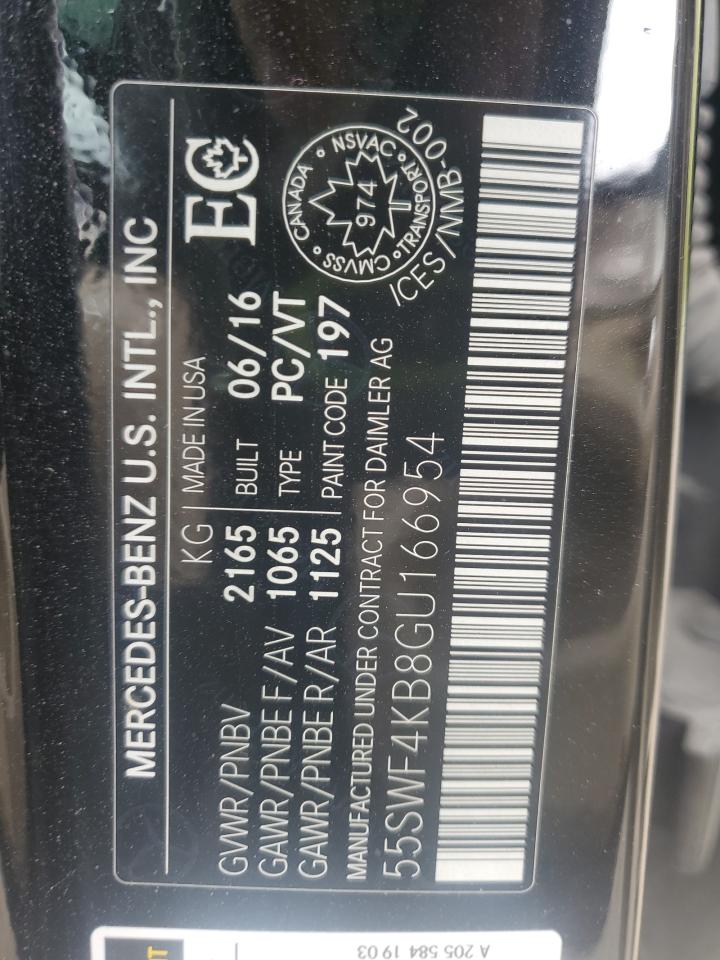 MERCEDES-BENZ U.S. INTL., INC
KG MADE IN USA
GVWR/PNBV 2165 BUILT 06/16
GAWR/PNBE F/AV 1065 TYPE PC/VT
GAWR/PNBE R/AR 1125 PAINT CODE 197
MANUFACTURED UNDER CONTRACT FOR DAIMLER AG
55SWF4KB8GU166954
EC
CANADA NSVAC TRANSPORT CMVSS
974
ICES/NMB-002
A 205 584 19 03